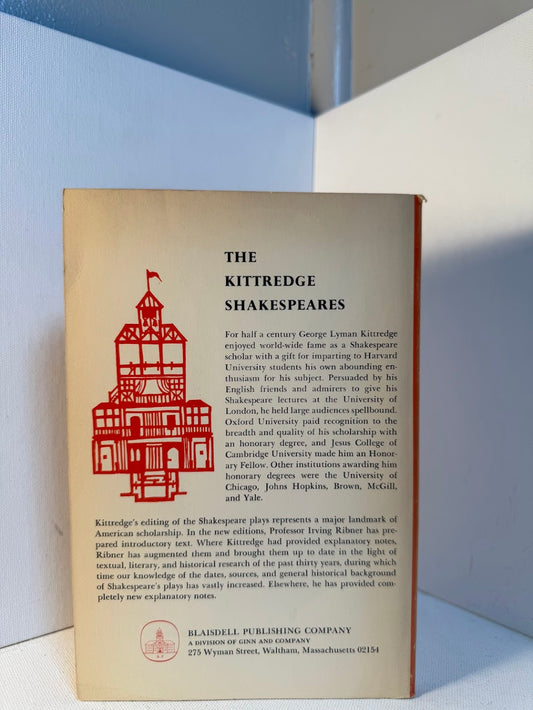 THE
KITTREDGE
SHAKESPEARES
For half a century George Lyman Kittredge
enjoyed world-wide fame as a Shakespeare
scholar with a gift for imparting to Harvard
University students his own abounding en-
thusiasm for his subject. Persuaded by his
English friends and admirers to give his
Shakespeare lectures at the University of
London, he held large audiences spellbound.
Oxford University paid recognition to the
breadth and quality of his scholarship with
an honorary degree, and Jesus College of
Cambridge University made him an Honor-
ary Fellow. Other institutions awarding him
honorary degrees were the University of
Chicago, Johns Hopkins, Brown, McGill,
and Yale.
Kittredge's editing of the Shakespeare plays represents a major landmark of
American scholarship. In the new editions, Professor Irving Ribner has pre-
pared introductory text. Where Kittredge had provided explanatory notes,
Ribner has augmented them and brought them up to date in the light of
textual, literary, and historical research of the past thirty years, during which
time our knowledge of the dates, sources, and general historical background
of Shakespeare's plays has vastly increased. Elsewhere, he has provided com-
pletely new explanatory notes.
BLAISDELL PUBLISHING COMPANY
A DIVISION OF GINN AND COMPANY
275 Wyman Street, Waltham, Massachusetts 02154